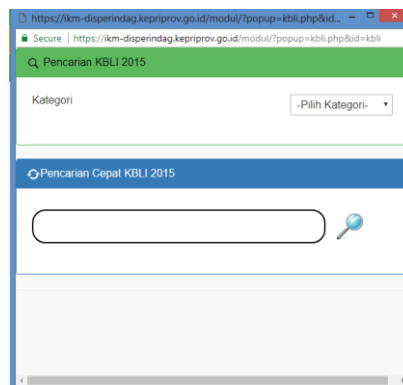 https://ikm-disperindag.kepriprov.go.id/modul/?popup=kbli.php&id...
Secure | https://ikm-disperindag.kepriprov.go.id/modul/?popup=kbli.php&id=kbli
Pencarian KBLI 2015
Kategori
-Pilih Kategori-
Pencarian Cepat KBLI 2015